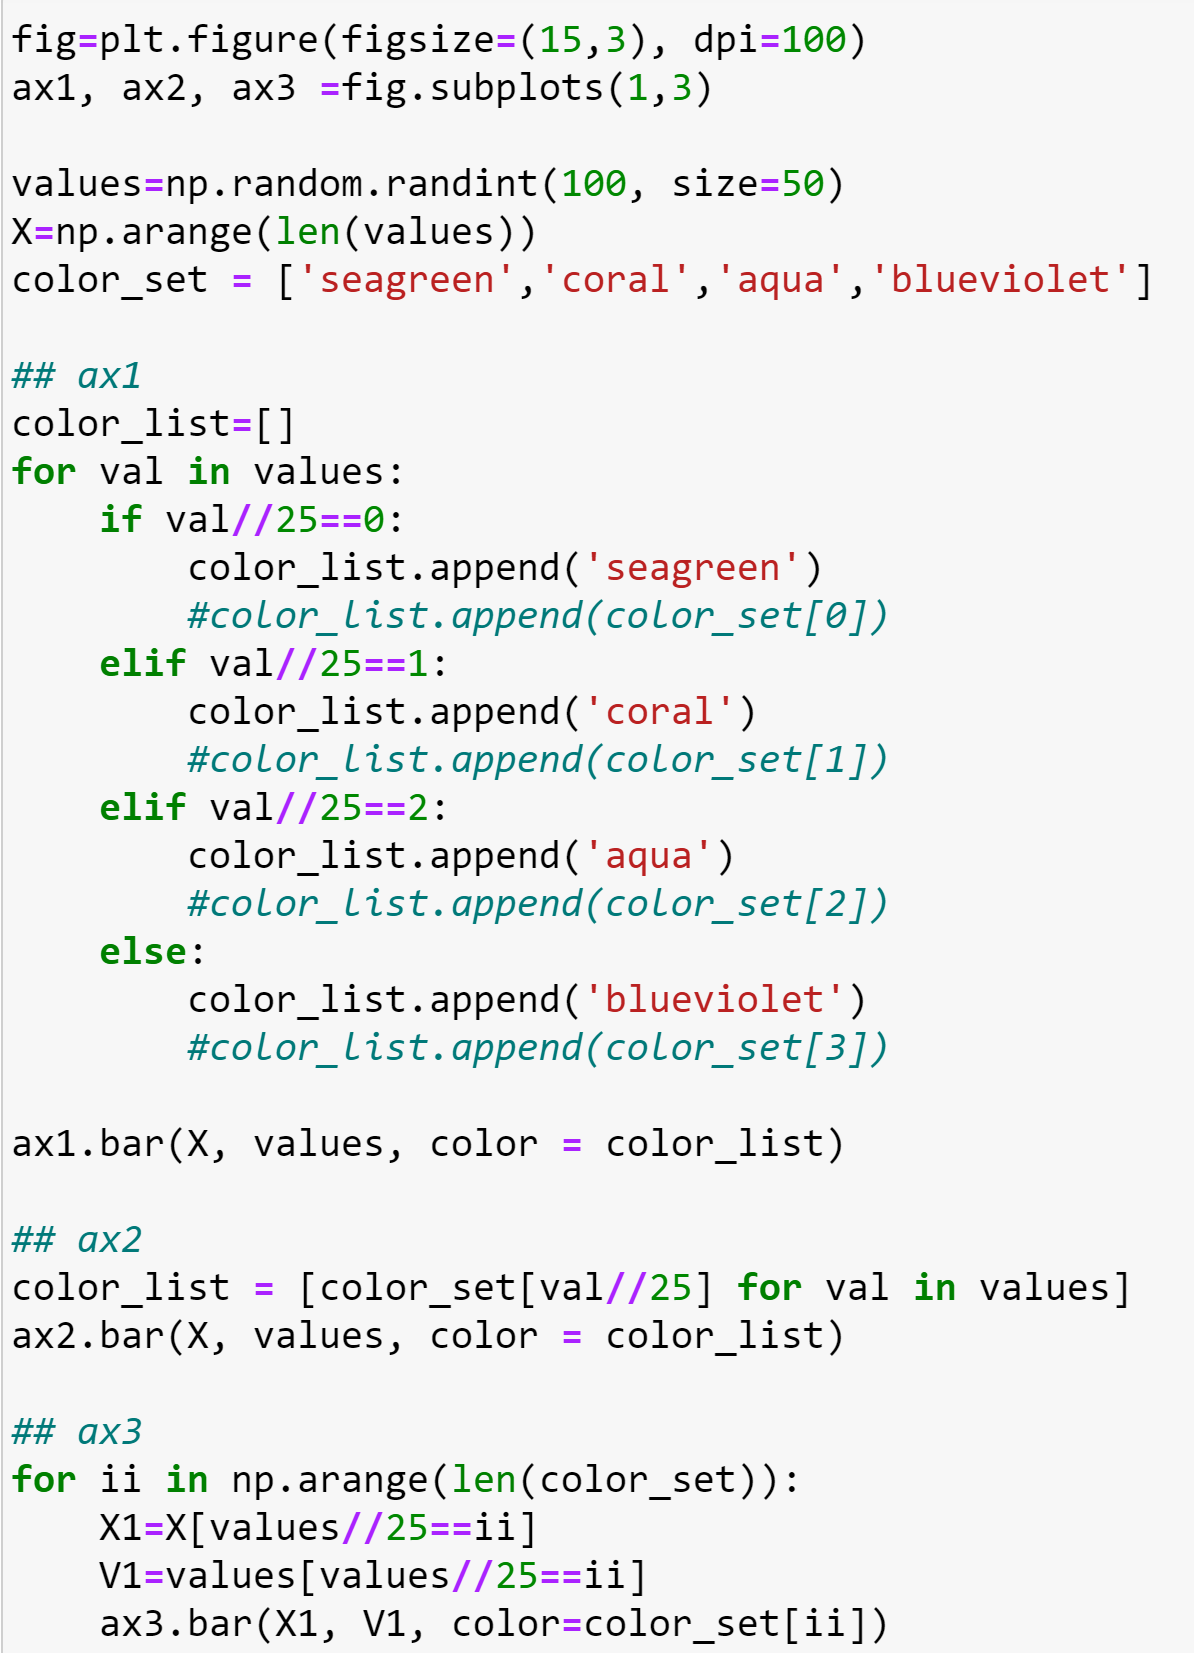 fig=plt.figure(figsize=(15,3), dpi=100)
ax1, ax2, ax3 =fig.subplots(1,3)

values=np.random.randint(100, size=50)
X=np.arange(len(values))
color_set = ['seagreen','coral','aqua','blueviolet']

## ax1
color_list=[]
for val in values:
    if val//25==0:
        color_list.append('seagreen')
        #color_list.append(color_set[0])
    elif val//25==1:
        color_list.append('coral')
        #color_list.append(color_set[1])
    elif val//25==2:
        color_list.append('aqua')
        #color_list.append(color_set[2])
    else:
        color_list.append('blueviolet')
        #color_list.append(color_set[3])

ax1.bar(X, values, color = color_list)

## ax2
color_list = [color_set[val//25] for val in values]
ax2.bar(X, values, color = color_list)

## ax3
for ii in np.arange(len(color_set)):
    X1=X[values//25==ii]
    V1=values[values//25==ii]
    ax3.bar(X1, V1, color=color_set[ii])